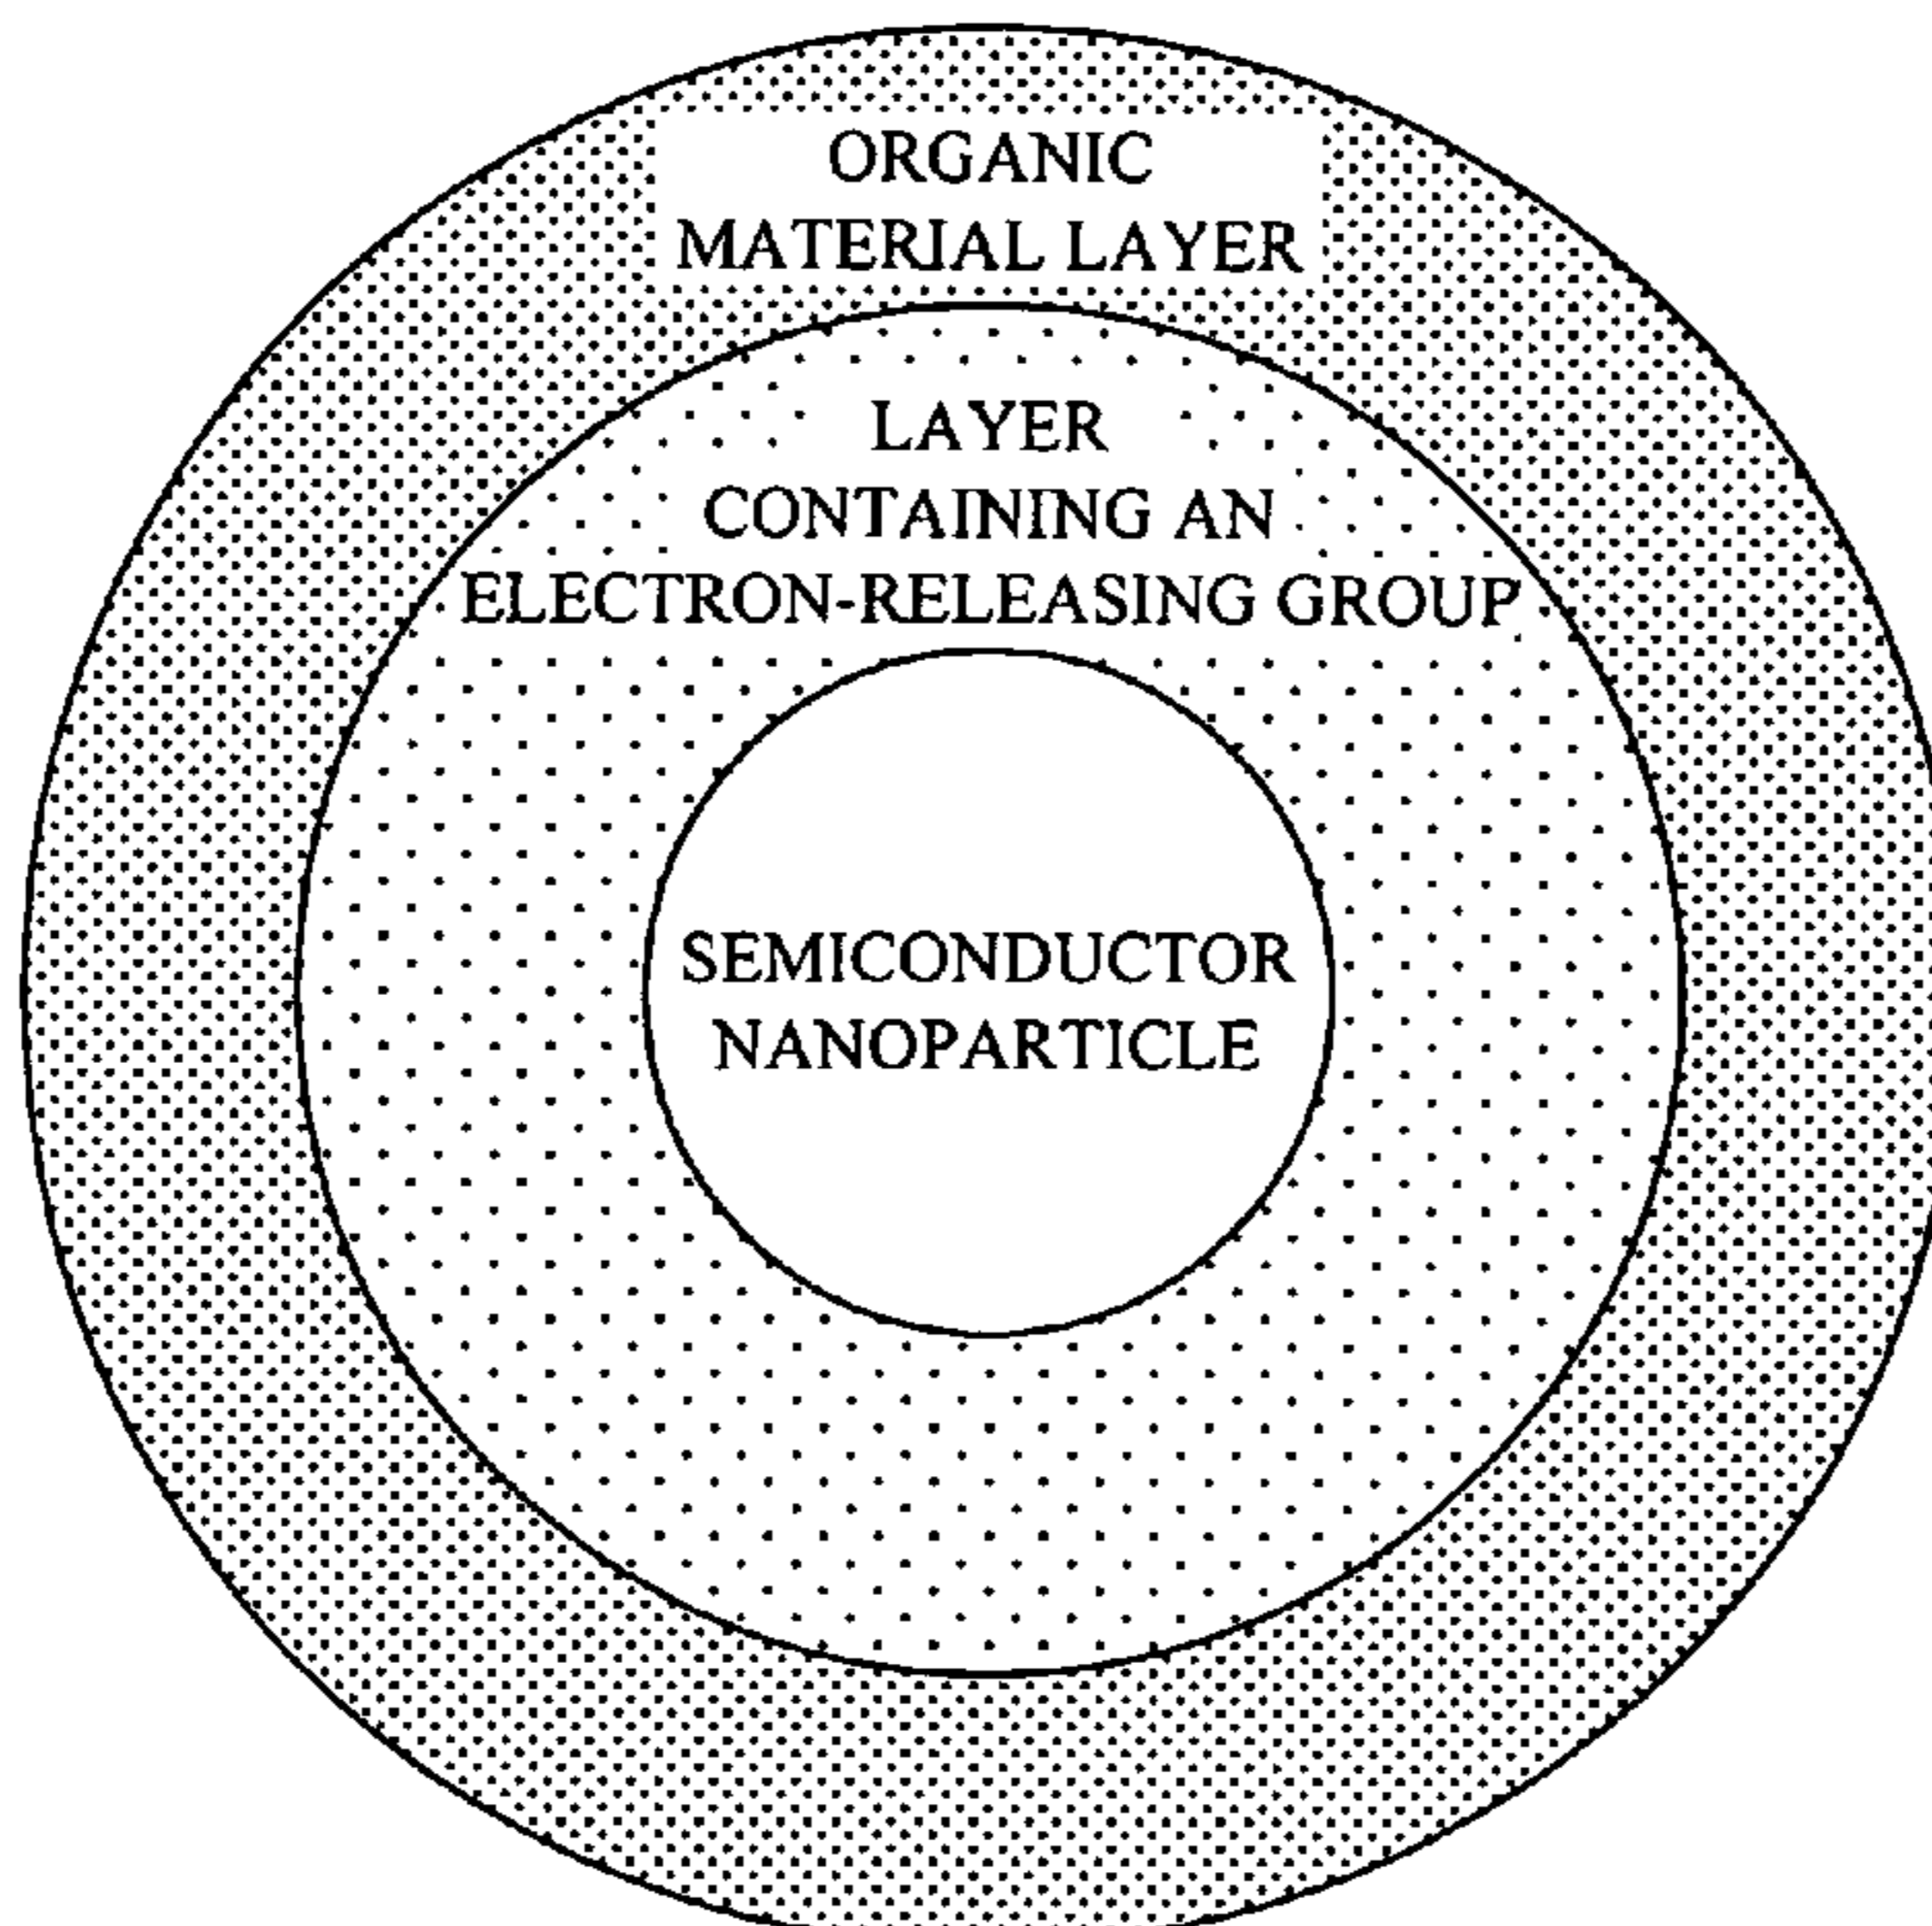 ORGANIC
MATERIAL LAYER
LAYER
CONTAINING AN
ELECTRON-RELEASING GROUP
SEMICONDUCTOR
NANOPARTICLE